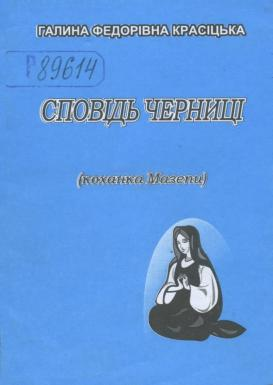 ГАЛИНА ФЕДОРІВНА КРАСІЦЬКА
Р89614
СПОВІДЬ ЧЕРНИЦІ
(коханка Мазепи)